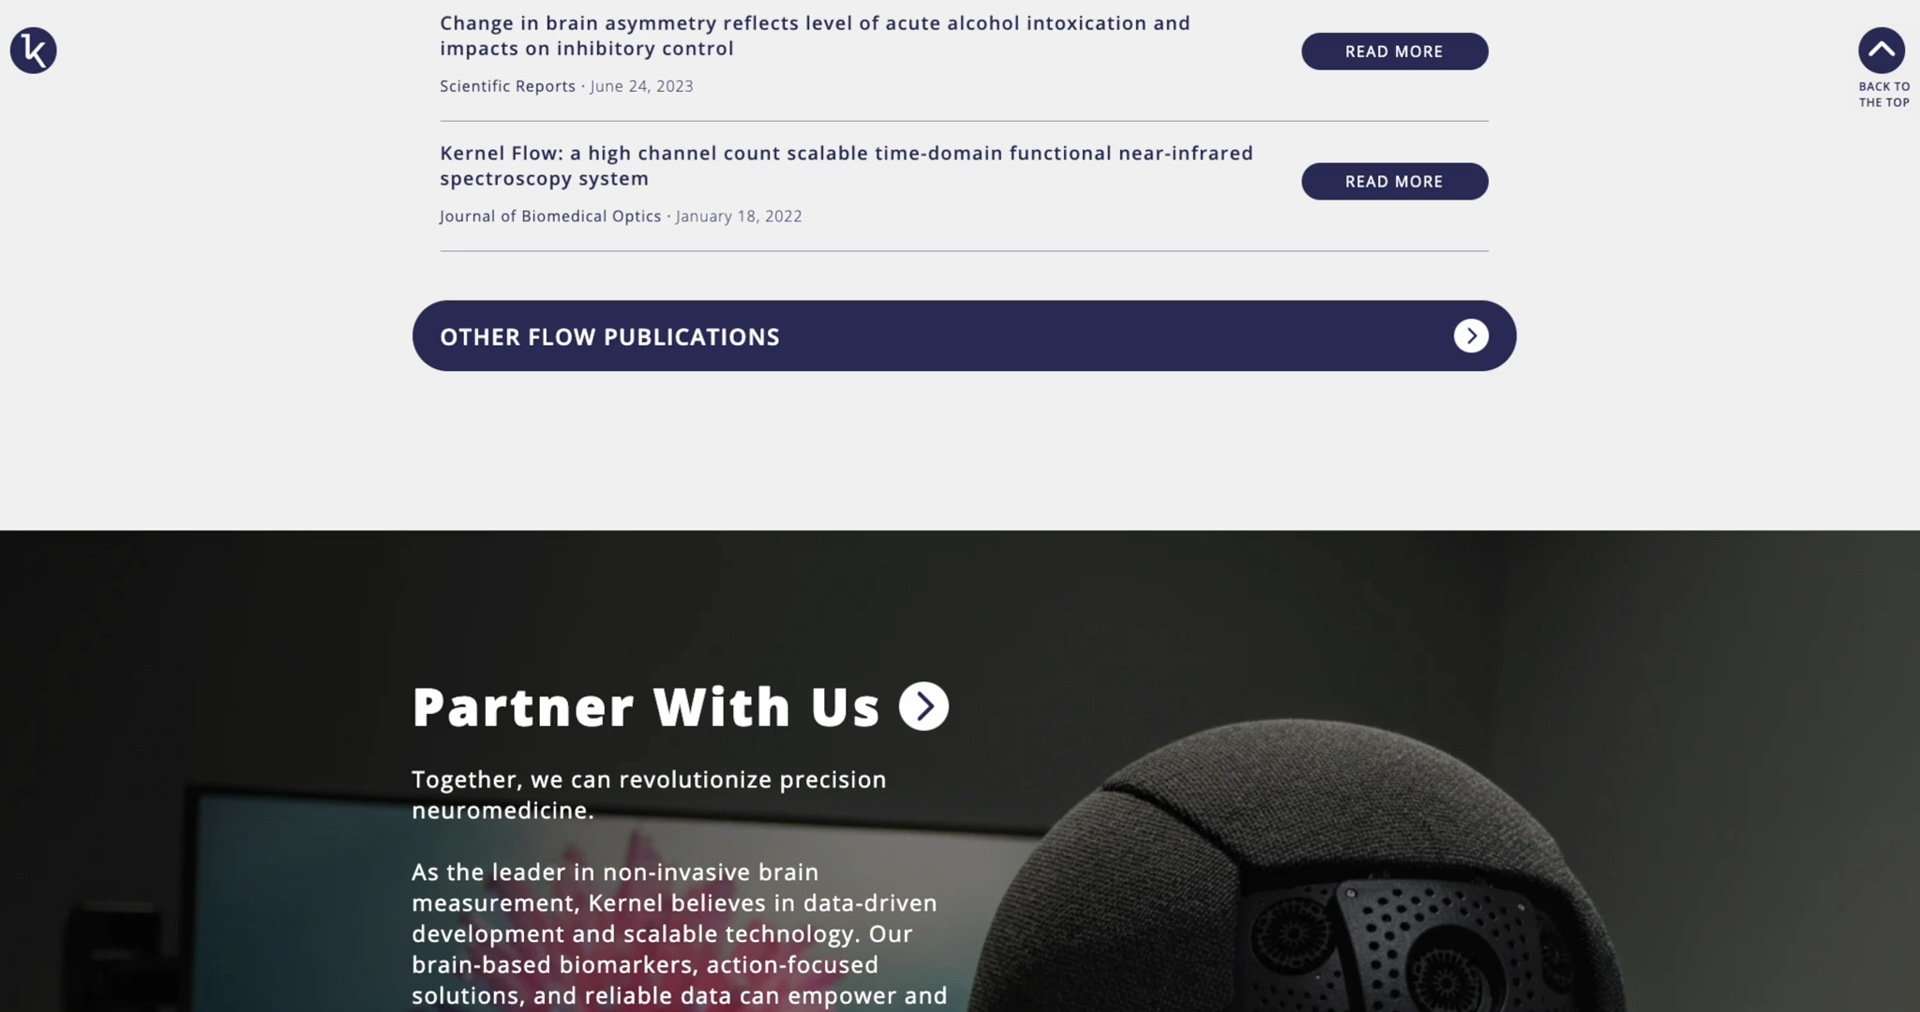 Change in brain asymmetry reflects level of acute alcohol intoxication and
impacts on inhibitory control
READ MORE
Scientific Reports · June 24, 2023
k
BACK TO
THE TOP
Kernel Flow: a high channel count scalable time-domain functional near-infrared
spectroscopy system
READ MORE
Journal of Biomedical Optics · January 18, 2022
OTHER FLOW PUBLICATIONS
Partner With Us
Together, we can revolutionize precision
neuromedicine.
As the leader in non-invasive brain
measurement, Kernel believes in data-driven
development and scalable technology. Our
brain-based biomarkers, action-focused
solutions, and reliable data can empower and